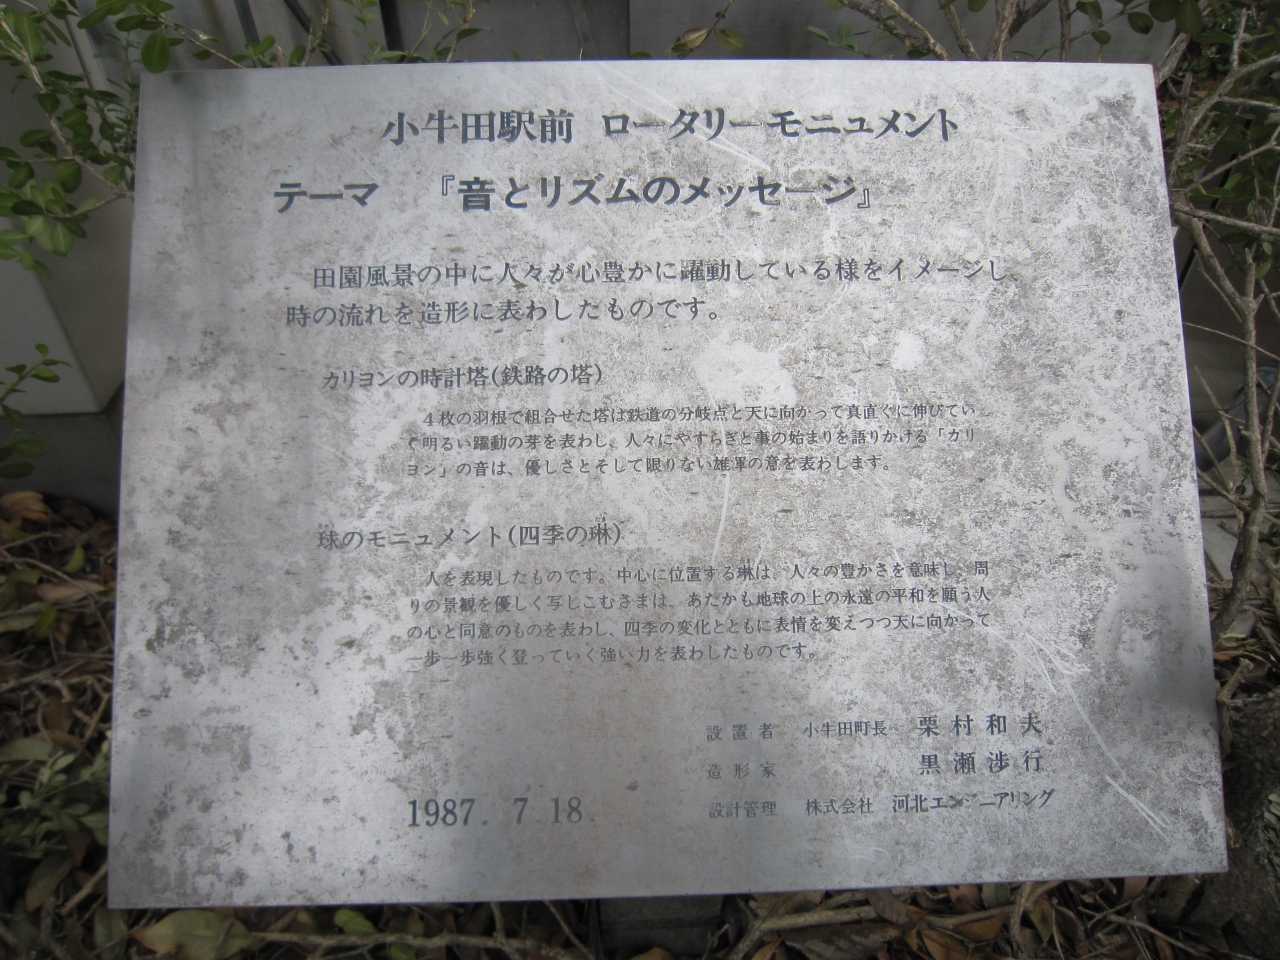 小牛田駅前 ロータリーモニュメント
テーマ 『音とリズムのメッセージ』
田園風景の中に人々が心豊かに躍動している様をイメージし
時の流れを造形に表わしたものです。
カリヨンの時計塔(鉄路の塔)
4枚の羽根で組合せた塔は鉄道の分岐点と天に向かって真直ぐに伸びてい
く明るい躍動の芽を表わし、人々にやすらぎと事の始まりを語りかける「カリ
ヨン」の音は、優しさとそして限りない雄軍の意を表わします。
球のモニュメント(四季の琳)
人を表現したものです。中心に位置する琳は、人々の豊かさを意味し、周
りの景観を優しく写しこむさまは、あたかも地球の上の永遠の平和を願う人
の心と同意のものを表わし、四季の変化とともに表情を変えつつ天に向かって
一歩一歩強く登っていく強い力を表わしたものです。
設置者 小牛田町長 栗村和夫
造形家 黒瀬渉行
設計管理 株式会社 河北エンジニアリング
1987. 7.18